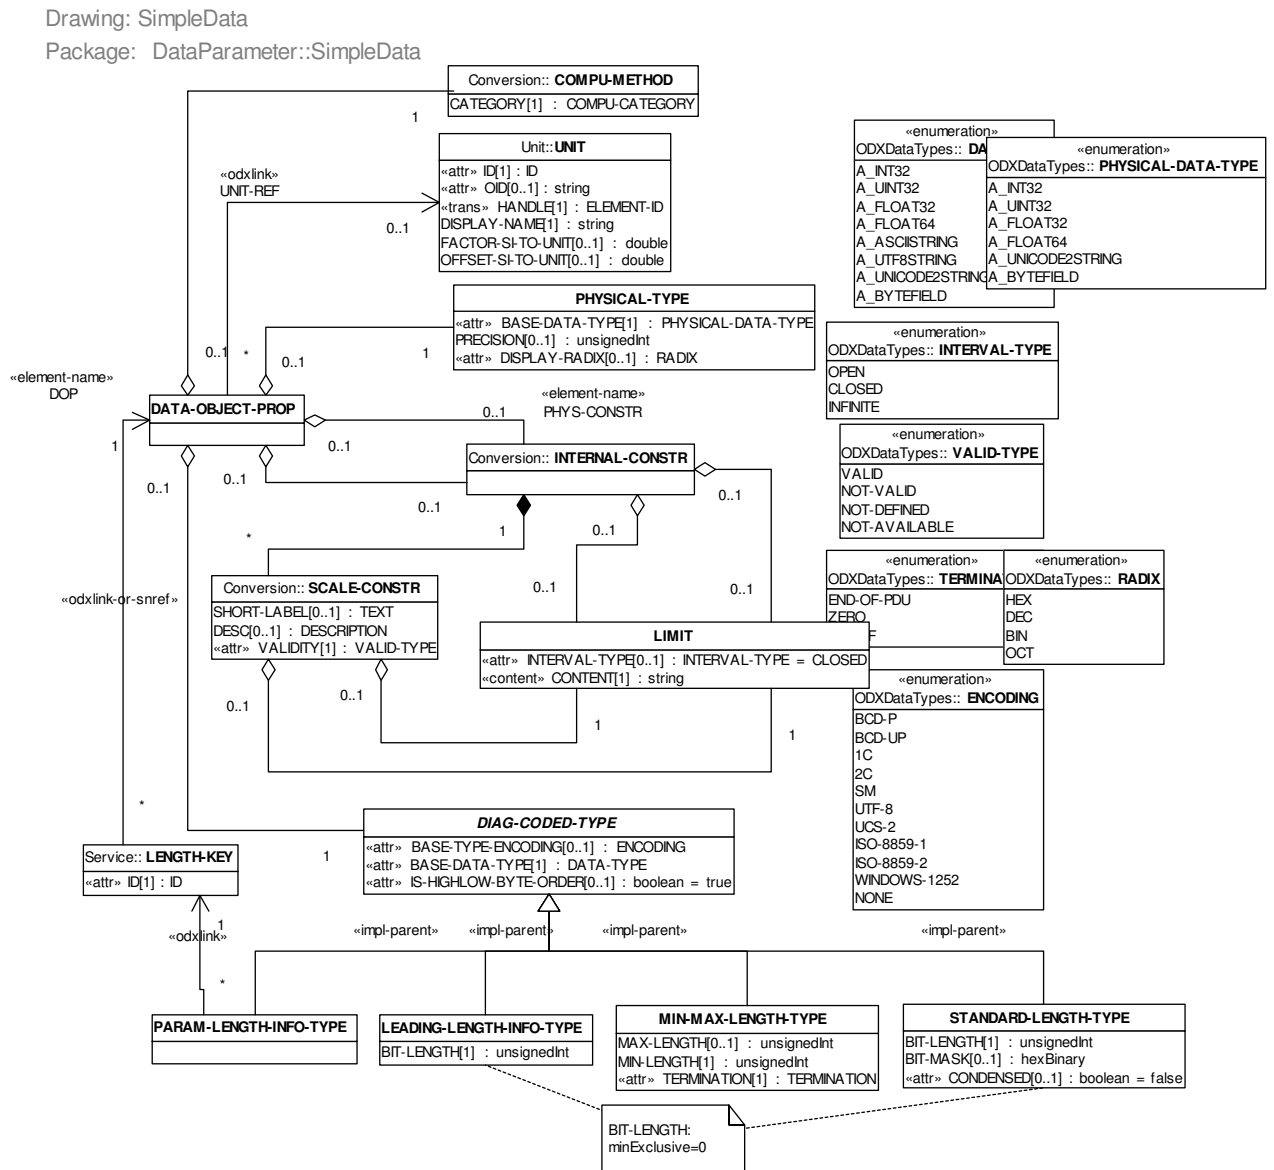 Drawing: SimpleData
Package: DataParameter::SimpleData
Conversion:: COMPU-METHOD
CATEGORY[1] : COMPU-CATEGORY
1
Unit::UNIT
«attr» ID[1] : ID
«attr» OID[0..1] : string
«trans» HANDLE[1] : ELEMENT-ID
DISPLAY-NAME[1] : string
FACTOR-SI-TO-UNIT[0..1] : double
OFFSET-SI-TO-UNIT[0..1] : double
«odxlink»
UNIT-REF
0..1
«enumeration»
ODXDataTypes:: DA
A_INT32
A_UINT32
A_FLOAT32
A_FLOAT64
A_ASCIISTRING
A_UTF8STRING
A_UNICODE2STRING
A_BYTEFIELD
«enumeration»
ODXDataTypes:: PHYSICAL-DATA-TYPE
A_INT32
A_UINT32
A_FLOAT32
A_FLOAT64
A_UNICODE2STRING
A_BYTEFIELD
PHYSICAL-TYPE
«attr» BASE-DATA-TYPE[1] : PHYSICAL-DATA-TYPE
PRECISION[0..1] : unsignedInt
«attr» DISPLAY-RADIX[0..1] : RADIX
0..1
*
0..1
1
«enumeration»
ODXDataTypes:: INTERVAL-TYPE
OPEN
CLOSED
INFINITE
«element-name»
DOP
DATA-OBJECT-PROP
1
0..1
0..1
0..1
«element-name»
PHYS-CONSTR
0..1
Conversion:: INTERNAL-CONSTR
0..1
0..1
1
0..1
*
«enumeration»
ODXDataTypes:: VALID-TYPE
VALID
NOT-VALID
NOT-DEFINED
NOT-AVAILABLE
«enumeration»
ODXDataTypes:: TERMINA
END-OF-PDU
ZERO
F
«enumeration»
ODXDataTypes:: RADIX
HEX
DEC
BIN
OCT
«odxlink-or-snref»
Conversion:: SCALE-CONSTR
SHORT-LABEL[0..1] : TEXT
DESC[0..1] : DESCRIPTION
«attr» VALIDITY[1] : VALID-TYPE
0..1
0..1
LIMIT
«attr» INTERVAL-TYPE[0..1] : INTERVAL-TYPE = CLOSED
«content» CONTENT[1] : string
0..1
0..1
1
1
«enumeration»
ODXDataTypes:: ENCODING
BCD-P
BCD-UP
1C
2C
SM
UTF-8
UCS-2
ISO-8859-1
ISO-8859-2
WINDOWS-1252
NONE
*
Service:: LENGTH-KEY
«attr» ID[1] : ID
1
DIAG-CODED-TYPE
«attr» BASE-TYPE-ENCODING[0..1] : ENCODING
«attr» BASE-DATA-TYPE[1] : DATA-TYPE
«attr» IS-HIGHLOW-BYTE-ORDER[0..1] : boolean = true
1
«odxlink»
*
«impl-parent»
«impl-parent»
«impl-parent»
«impl-parent»
PARAM-LENGTH-INFO-TYPE
LEADING-LENGTH-INFO-TYPE
BIT-LENGTH[1] : unsignedInt
MIN-MAX-LENGTH-TYPE
MAX-LENGTH[0..1] : unsignedInt
MIN-LENGTH[1] : unsignedInt
«attr» TERMINATION[1] : TERMINATION
STANDARD-LENGTH-TYPE
BIT-LENGTH[1] : unsignedInt
BIT-MASK[0..1] : hexBinary
«attr» CONDENSED[0..1] : boolean = false
BIT-LENGTH:
minExclusive=0